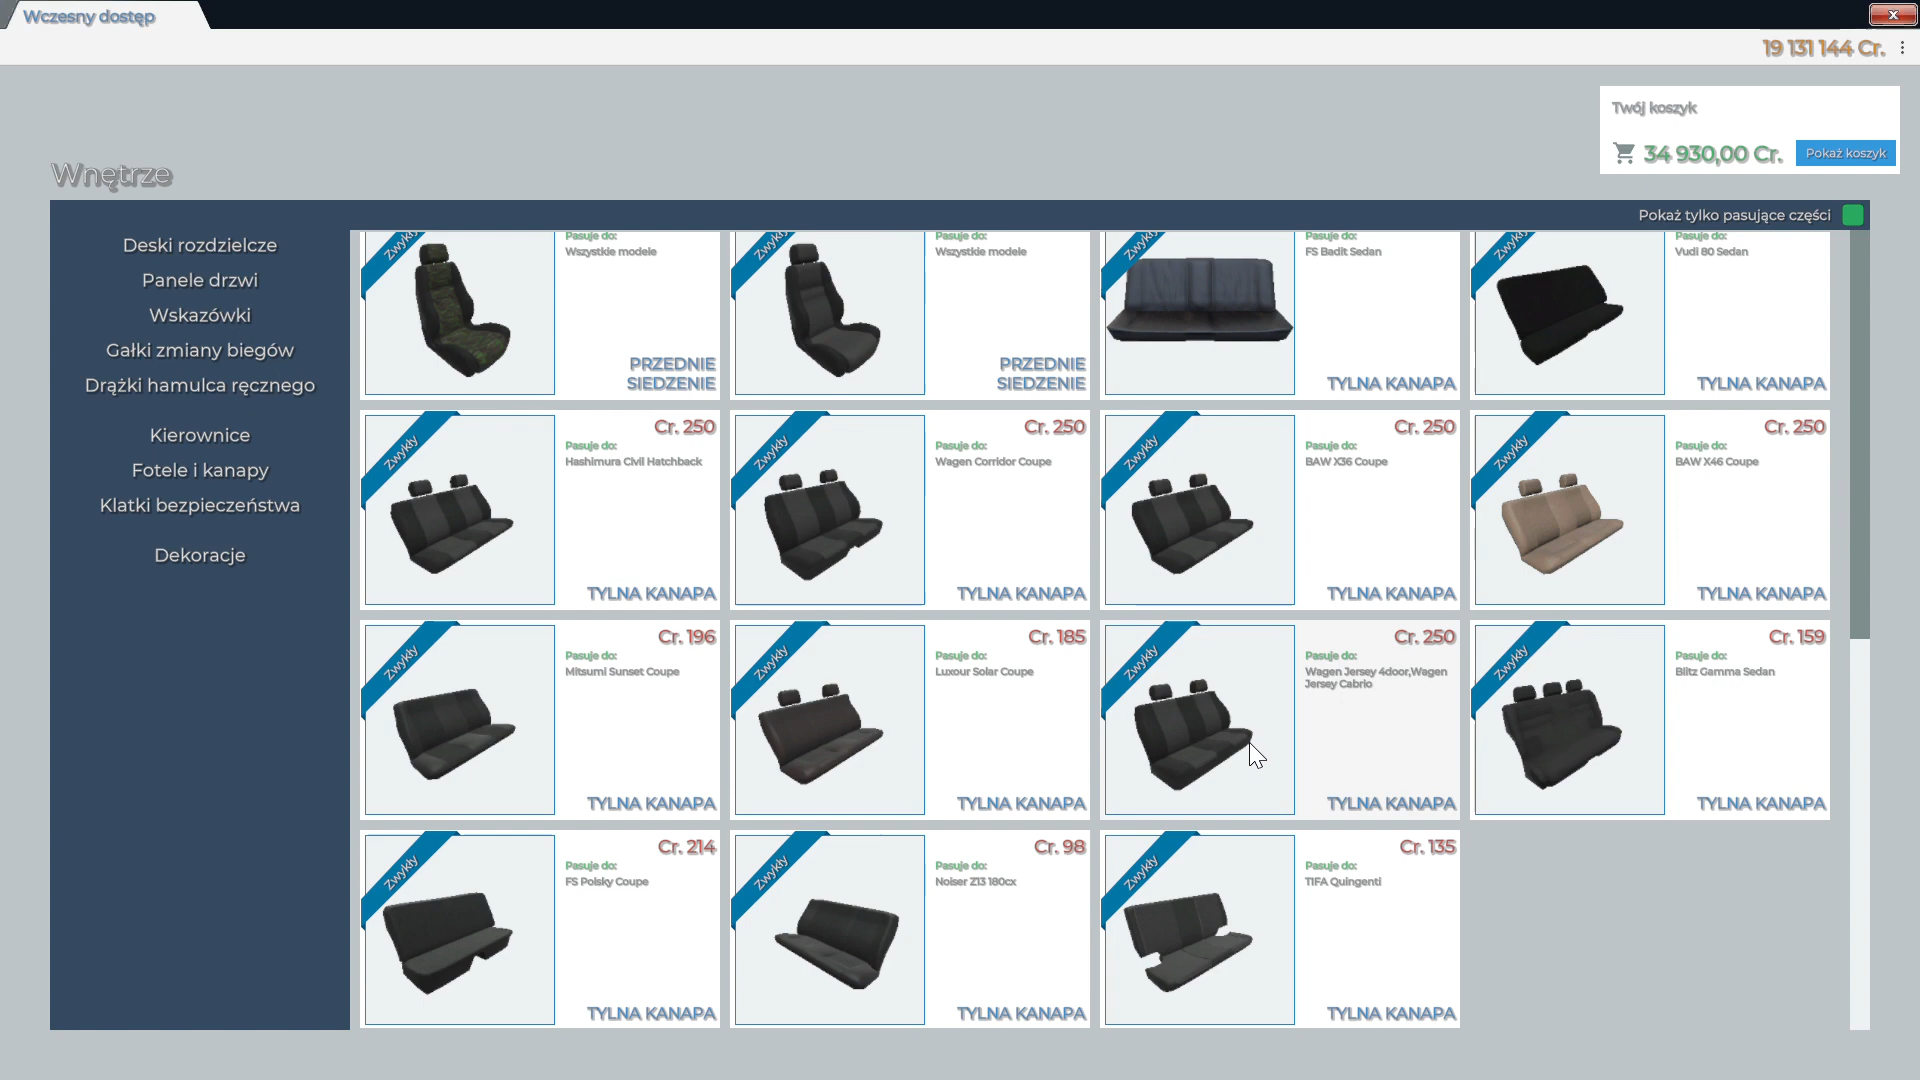 Wczesny dostęp
19 131 144 Cr.
Twój koszyk
34 930,00 Cr.
Pokaż koszyk
Wnętrze
Pokaż tylko pasujące części
Deski rozdzielcze
Panele drzwi
Wskazówki
Gałki zmiany biegów
Drążki hamulca ręcznego
Kierownice
Fotele i kanapy
Klatki bezpieczeństwa
Dekoracje
Zwykły
Pasuje do:
Wszystkie modele
PRZEDNIE
SIEDZENIE
Zwykły
Pasuje do:
Wszystkie modele
PRZEDNIE
SIEDZENIE
Zwykły
Pasuje do:
FS Badit Sedan
TYLNA KANAPA
Zwykły
Pasuje do:
Vudi 80 Sedan
TYLNA KANAPA
Zwykły
Cr. 250
Pasuje do:
Hashimura Civil Hatchback
TYLNA KANAPA
Zwykły
Cr. 250
Pasuje do:
Wagen Corridor Coupe
TYLNA KANAPA
Zwykły
Cr. 250
Pasuje do:
BAW X36 Coupe
TYLNA KANAPA
Zwykły
Cr. 250
Pasuje do:
BAW X46 Coupe
TYLNA KANAPA
Zwykły
Cr. 196
Pasuje do:
Mitsumi Sunset Coupe
TYLNA KANAPA
Zwykły
Cr. 185
Pasuje do:
Luxour Solar Coupe
TYLNA KANAPA
Zwykły
Cr. 250
Pasuje do:
Wagen Jersey 4door,Wagen
Jersey Cabrio
TYLNA KANAPA
Zwykły
Cr. 159
Pasuje do:
Blitz Gamma Sedan
TYLNA KANAPA
Zwykły
Cr. 214
Pasuje do:
FS Polsky Coupe
TYLNA KANAPA
Zwykły
Cr. 98
Pasuje do:
Noiser Z13 180cx
TYLNA KANAPA
Zwykły
Cr. 135
Pasuje do:
TIFA Quingenti
TYLNA KANAPA